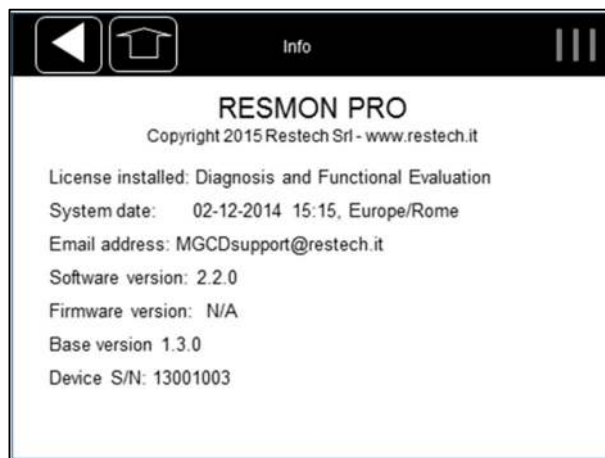 Info
RESMON PRO
Copyright 2015 Restech Srl - www.restech.it
License installed: Diagnosis and Functional Evaluation
System date: 02-12-2014 15:15, Europe/Rome
Email address: MGCDsupport@restech.it
Software version: 2.2.0
Firmware version: N/A
Base version 1.3.0
Device S/N: 13001003